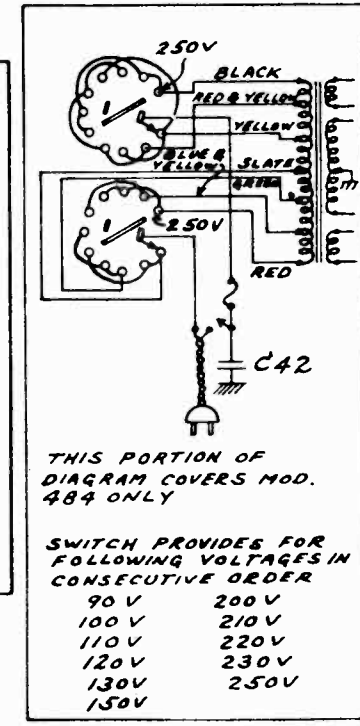 250V
BLACK
RED & YELLOW
YELLOW
BLUE &
YELLOW
SLATE
GREEN
250V
RED
C42
THIS PORTION OF
DIAGRAM COVERS MOD.
484 ONLY
SWITCH PROVIDES FOR
FOLLOWING VOLTAGES IN
CONSECUTIVE ORDER
90 V 200 V
100 V 210 V
110 V 220 V
120 V 230 V
130 V 250 V
150 V